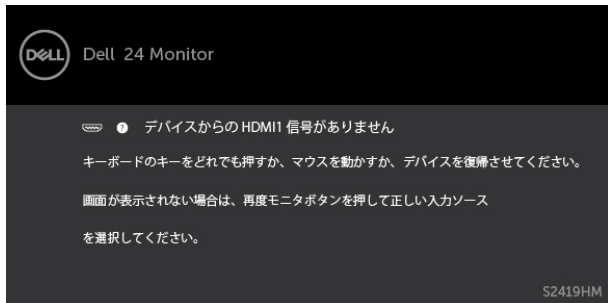 DELL
Dell 24 Monitor
デバイスからの HDMI1 信号がありません
キーボードのキーをどれでも押すか、マウスを動かすか、デバイスを復帰させてください。
画面が表示されない場合は、再度モニタボタンを押して正しい入力ソース
を選択してください。
S2419HM